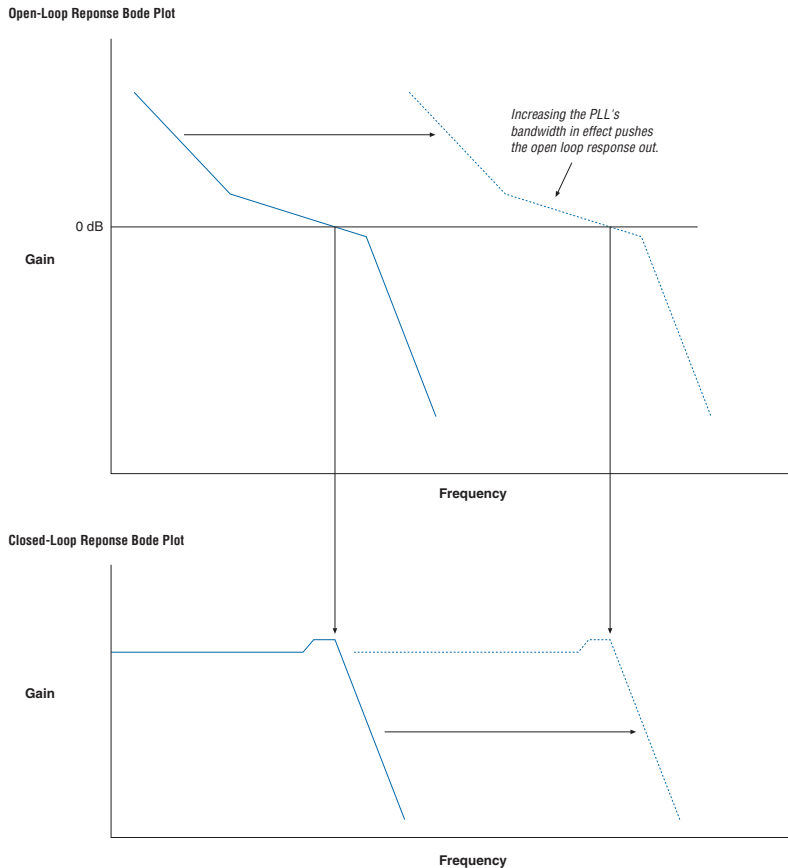 Open-Loop Reponse Bode Plot
Increasing the PLL's
bandwidth in effect pushes
the open loop response out.
0 dB
Gain
Frequency
Closed-Loop Reponse Bode Plot
Gain
Frequency